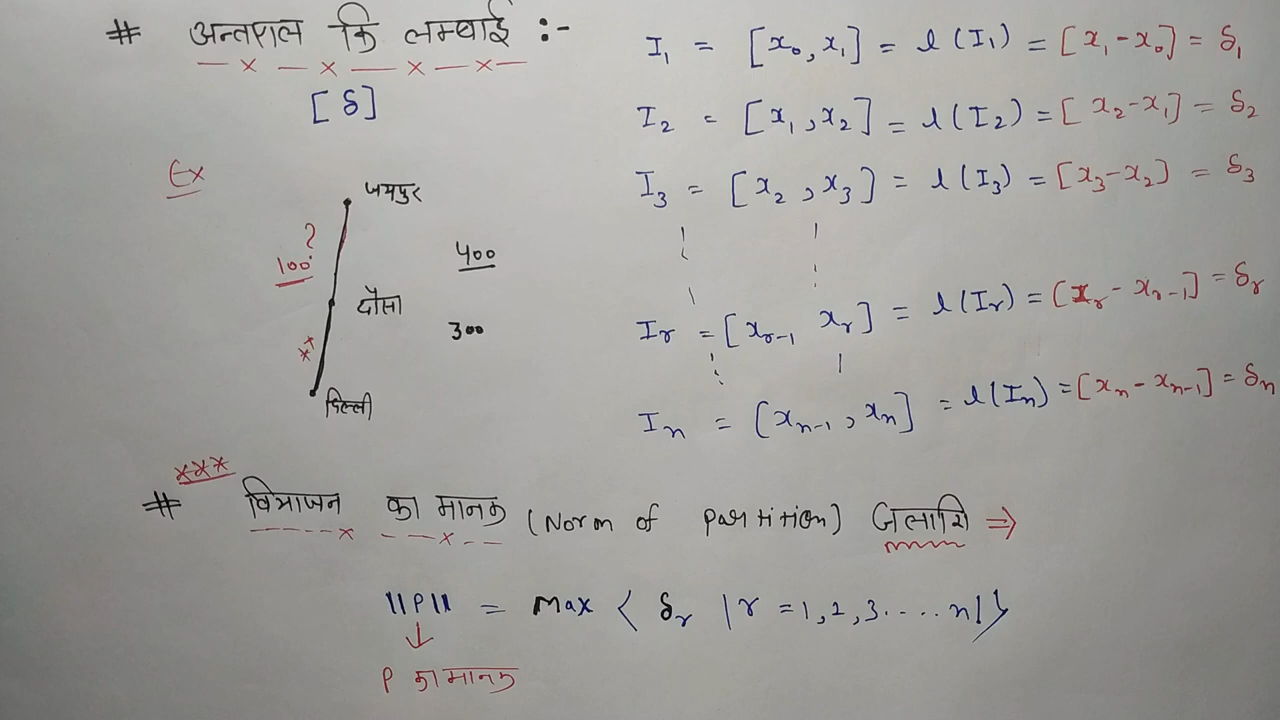 # अन्तराल कि लम्बाई :-
[ δ ]
Ex
जयपुर
?
100
400
दौसा
300
दिल्ली
I₁ = [x₀, x₁] = l(I₁) = [x₁ - x₀] = δ₁
I₂ = [x₁, x₂] = l(I₂) = [x₂ - x₁] = δ₂
I₃ = [x₂, x₃] = l(I₃) = [x₃ - x₂] = δ₃
Iᵣ = [xᵣ₋₁ xᵣ] = l(Iᵣ) = [xᵣ - xᵣ₋₁] = δᵣ
Iₙ = [xₙ₋₁, xₙ] = l(Iₙ) = [xₙ - xₙ₋₁] = δₙ
***
# विभाजन का मानक (Norm of partition) ⇒
||P|| = max { δᵣ | r = 1, 2, 3 ..... n | }
↓
P का मानक